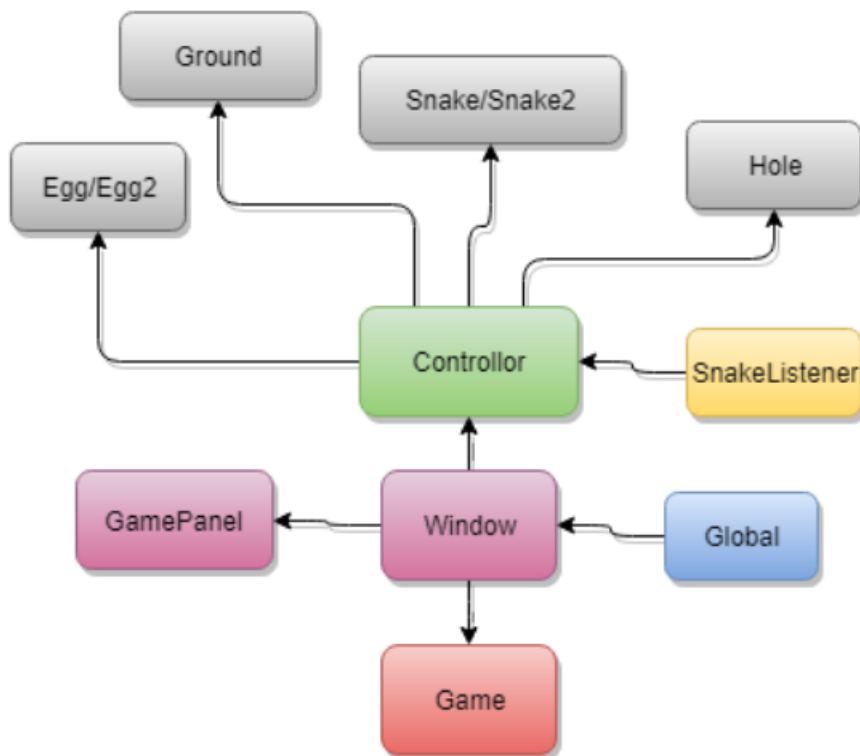 Ground
Snake/Snake2
Hole
Egg/Egg2
Controllor
SnakeListener
GamePanel
Window
Global
Game